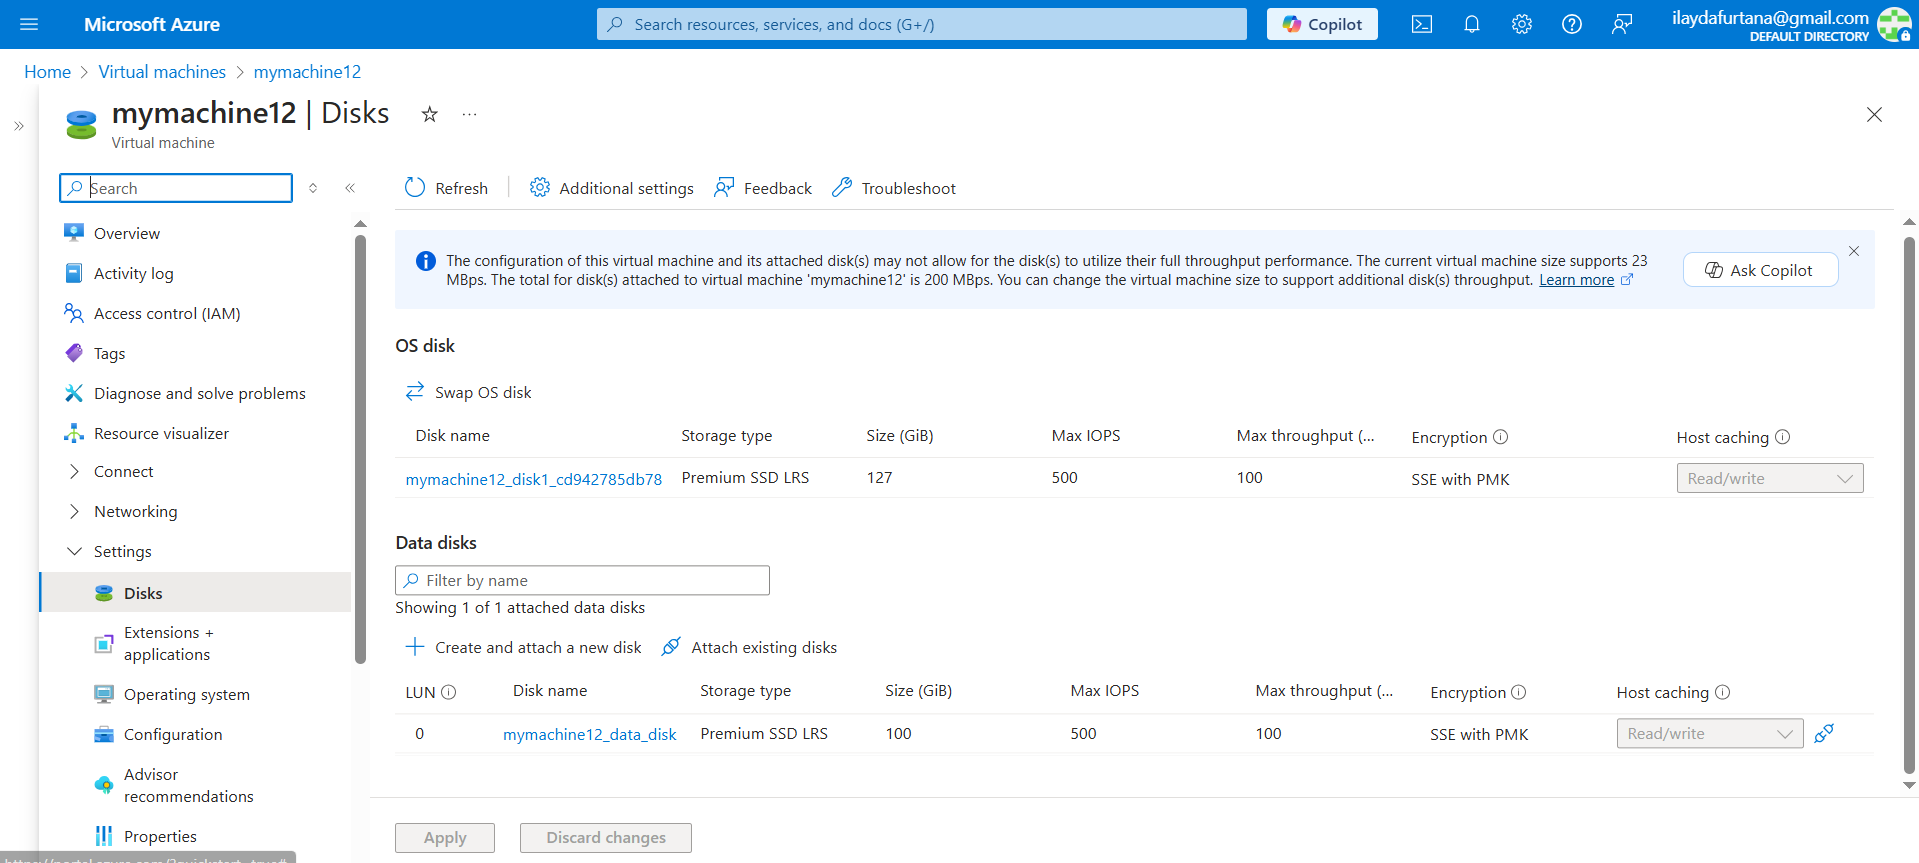 Microsoft Azure
Search resources, services, and docs (G+/)
Copilot
ilaydafurtana@gmail.com
DEFAULT DIRECTORY
Home > Virtual machines > mymachine12
mymachine12 | Disks
Virtual machine
Search
Overview
Activity log
Access control (IAM)
Tags
Diagnose and solve problems
Resource visualizer
Connect
Networking
Settings
Disks
Extensions +
applications
Operating system
Configuration
Advisor
recommendations
Properties
Refresh
Additional settings
Feedback
Troubleshoot
The configuration of this virtual machine and its attached disk(s) may not allow for the disk(s) to utilize their full throughput performance. The current virtual machine size supports 23
MBps. The total for disk(s) attached to virtual machine 'mymachine12' is 200 MBps. You can change the virtual machine size to support additional disk(s) throughput. Learn more
Ask Copilot
OS disk
Swap OS disk
Disk name Storage type Size (GiB) Max IOPS Max throughput (... Encryption Host caching
mymachine12_disk1_cd942785db78 Premium SSD LRS 127 500 100 SSE with PMK Read/write
Data disks
Filter by name
Showing 1 of 1 attached data disks
Create and attach a new disk Attach existing disks
LUN Disk name Storage type Size (GiB) Max IOPS Max throughput (... Encryption Host caching
0 mymachine12_data_disk Premium SSD LRS 100 500 100 SSE with PMK Read/write
Apply Discard changes